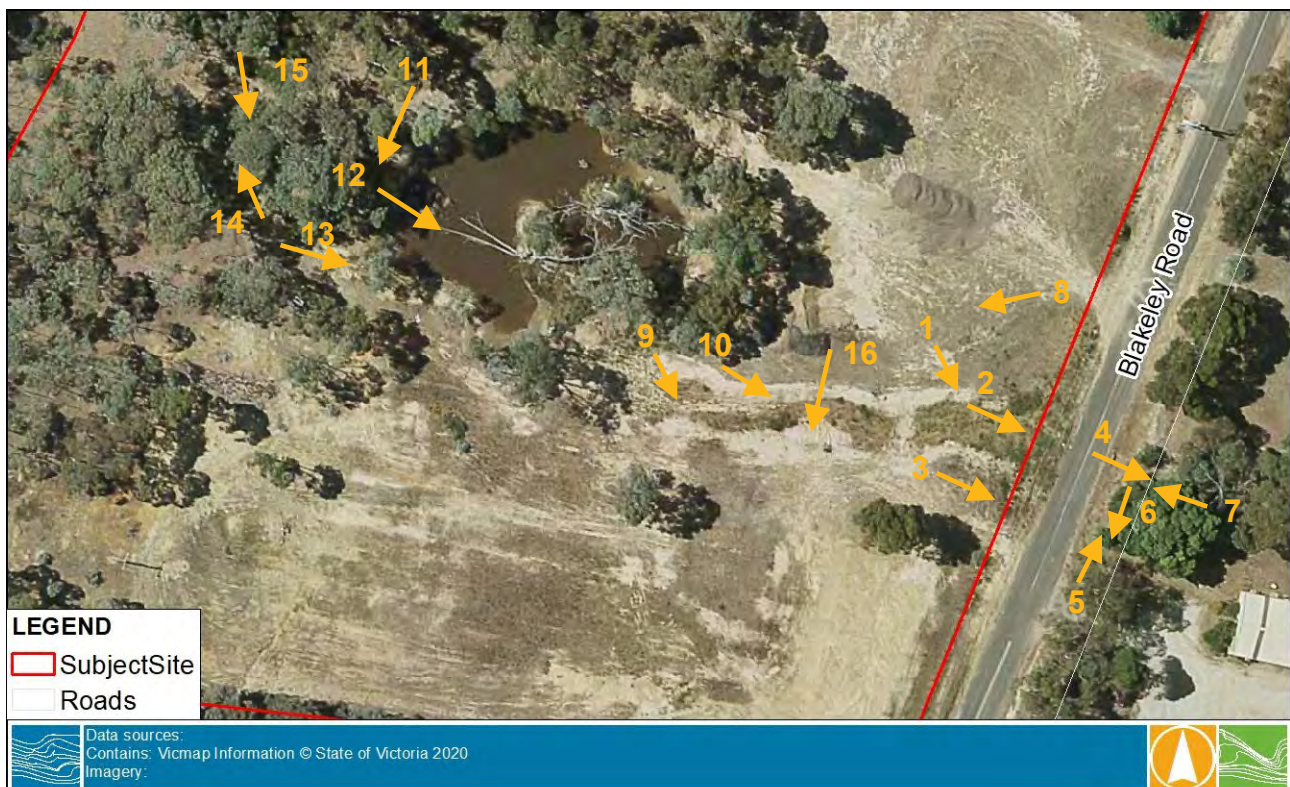 15
11
12
14
13
8
Blakeley Road
1
9
10
16
2
4
3
6
7
5
LEGEND
SubjectSite
Roads
Data sources:
Contains: Vicmap Information © State of Victoria 2020
Imagery: